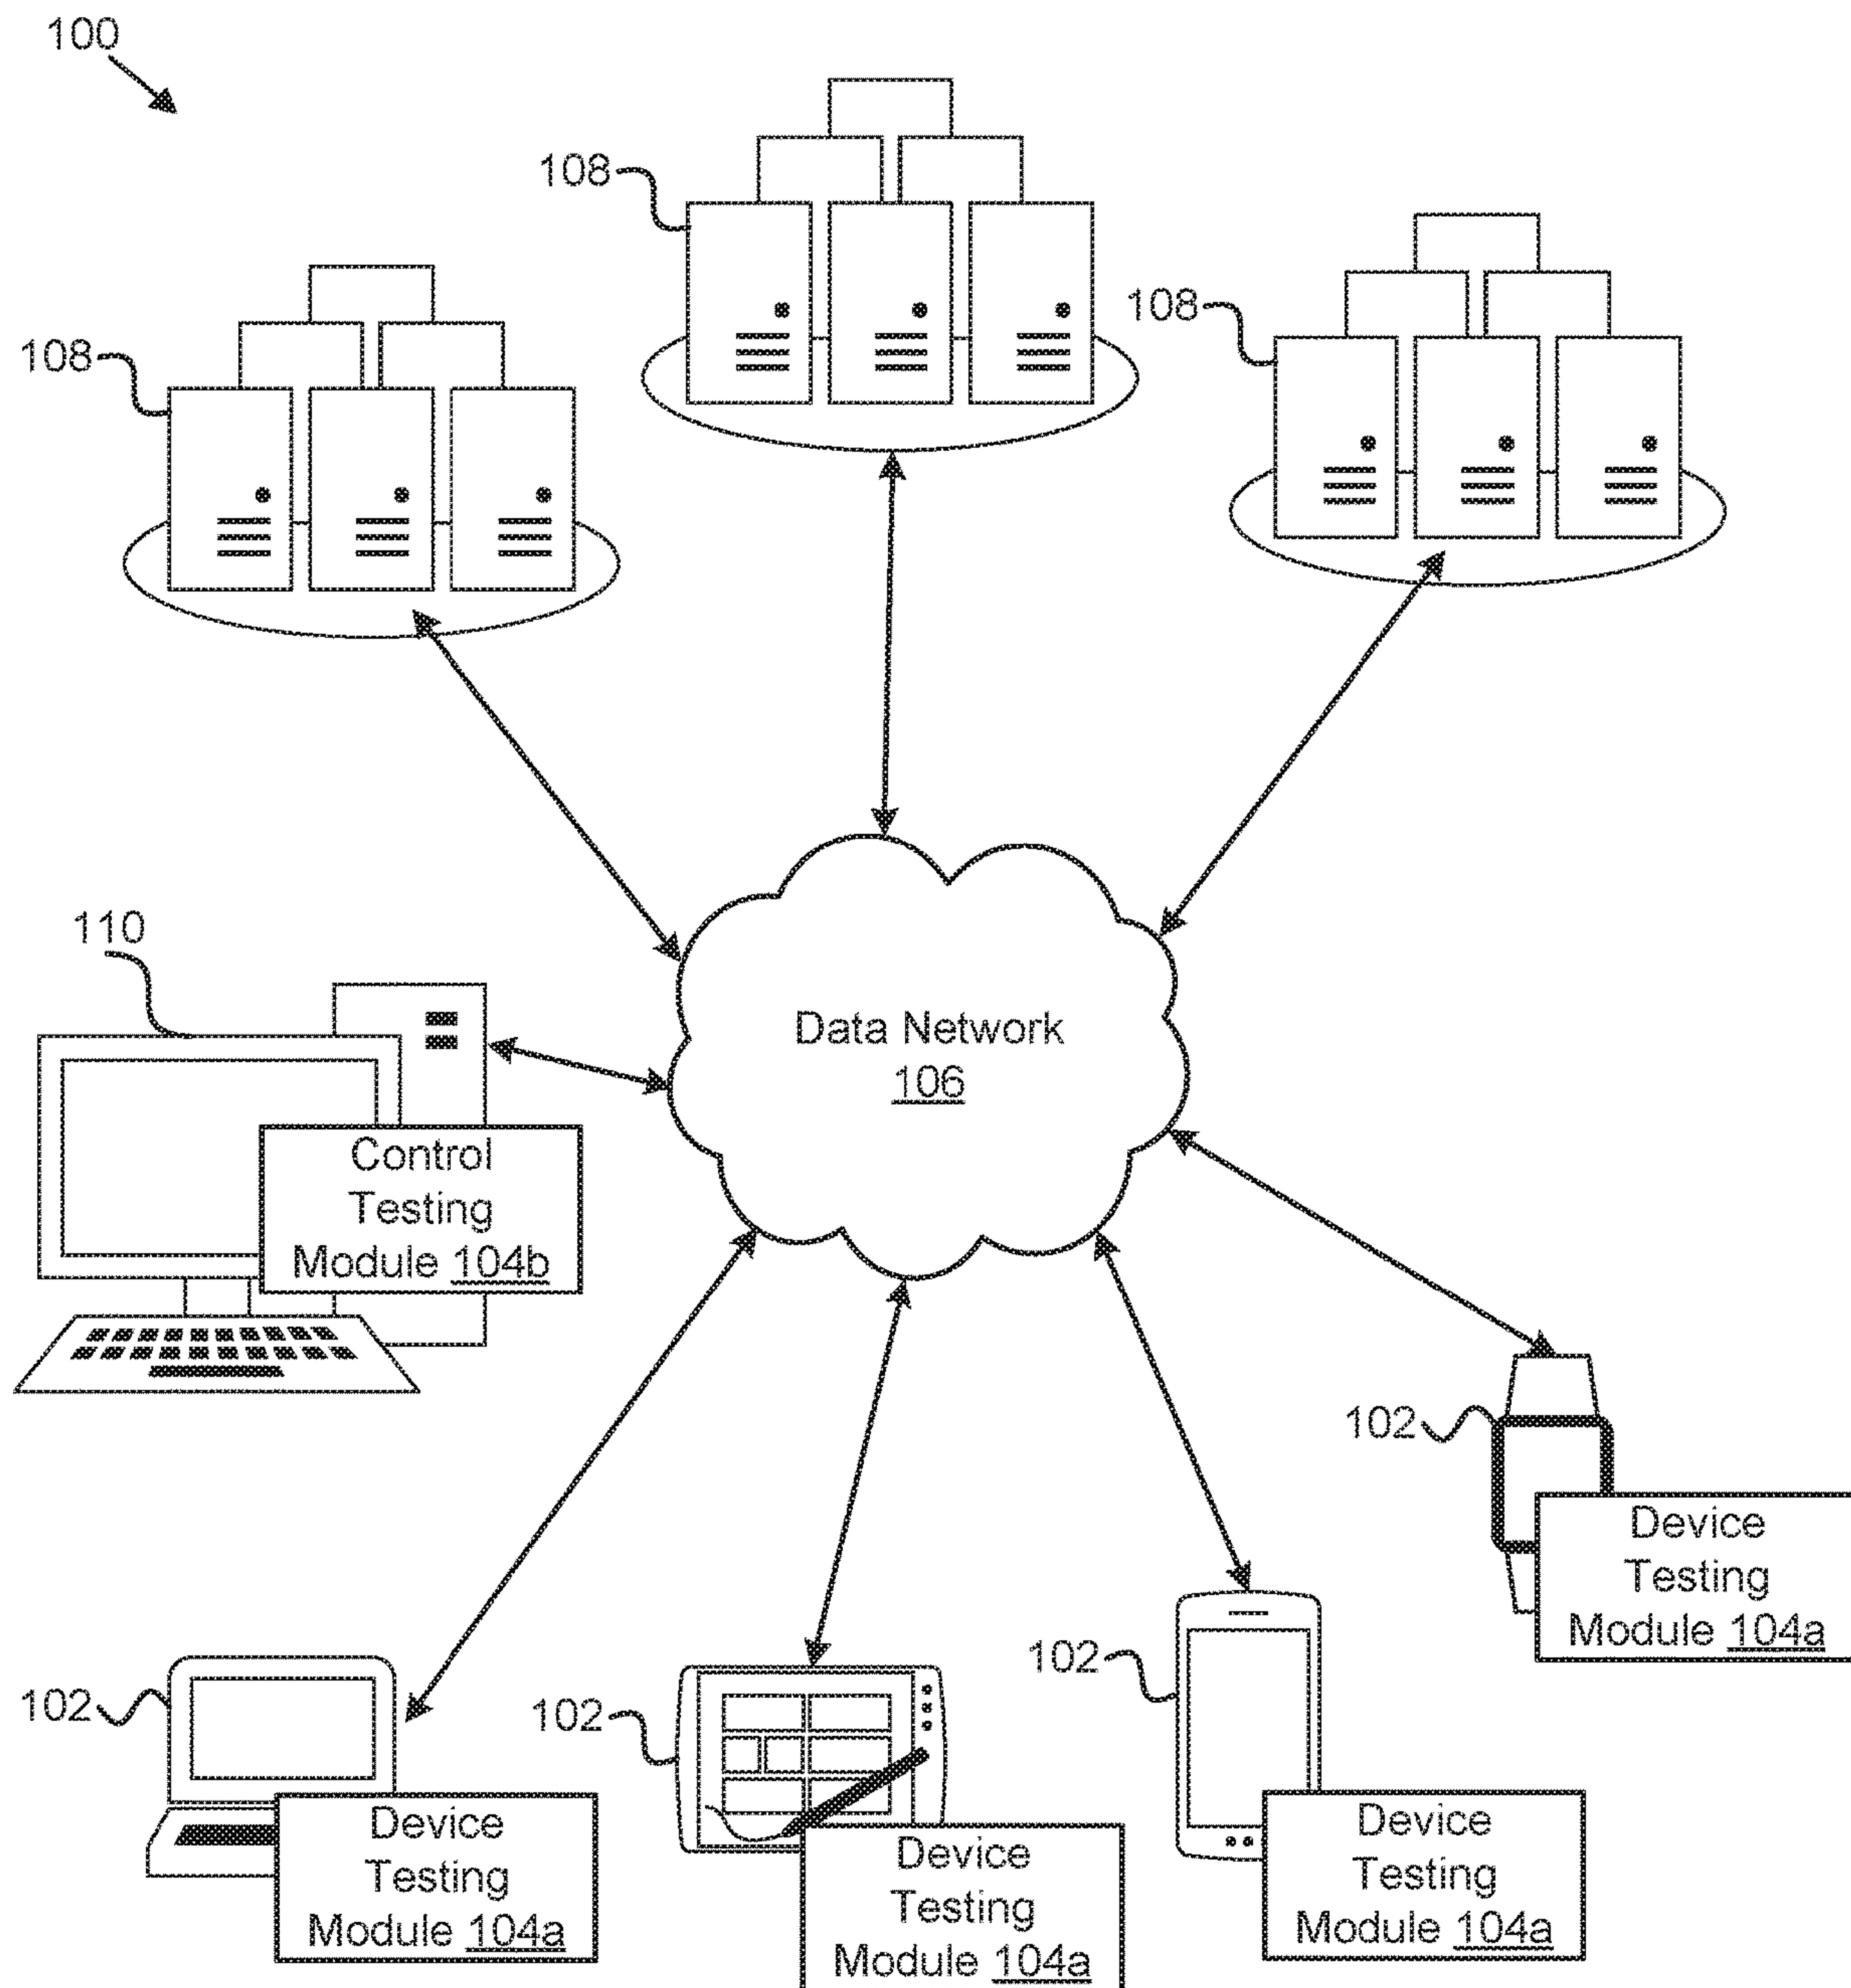 100
108
108
108
110
Data Network
106
Control
Testing
Module 104b
102
Device
Testing
Module 104a
102
Device
Testing
Module 104a
102
Device
Testing
Module 104a
102
Device
Testing
Module 104a